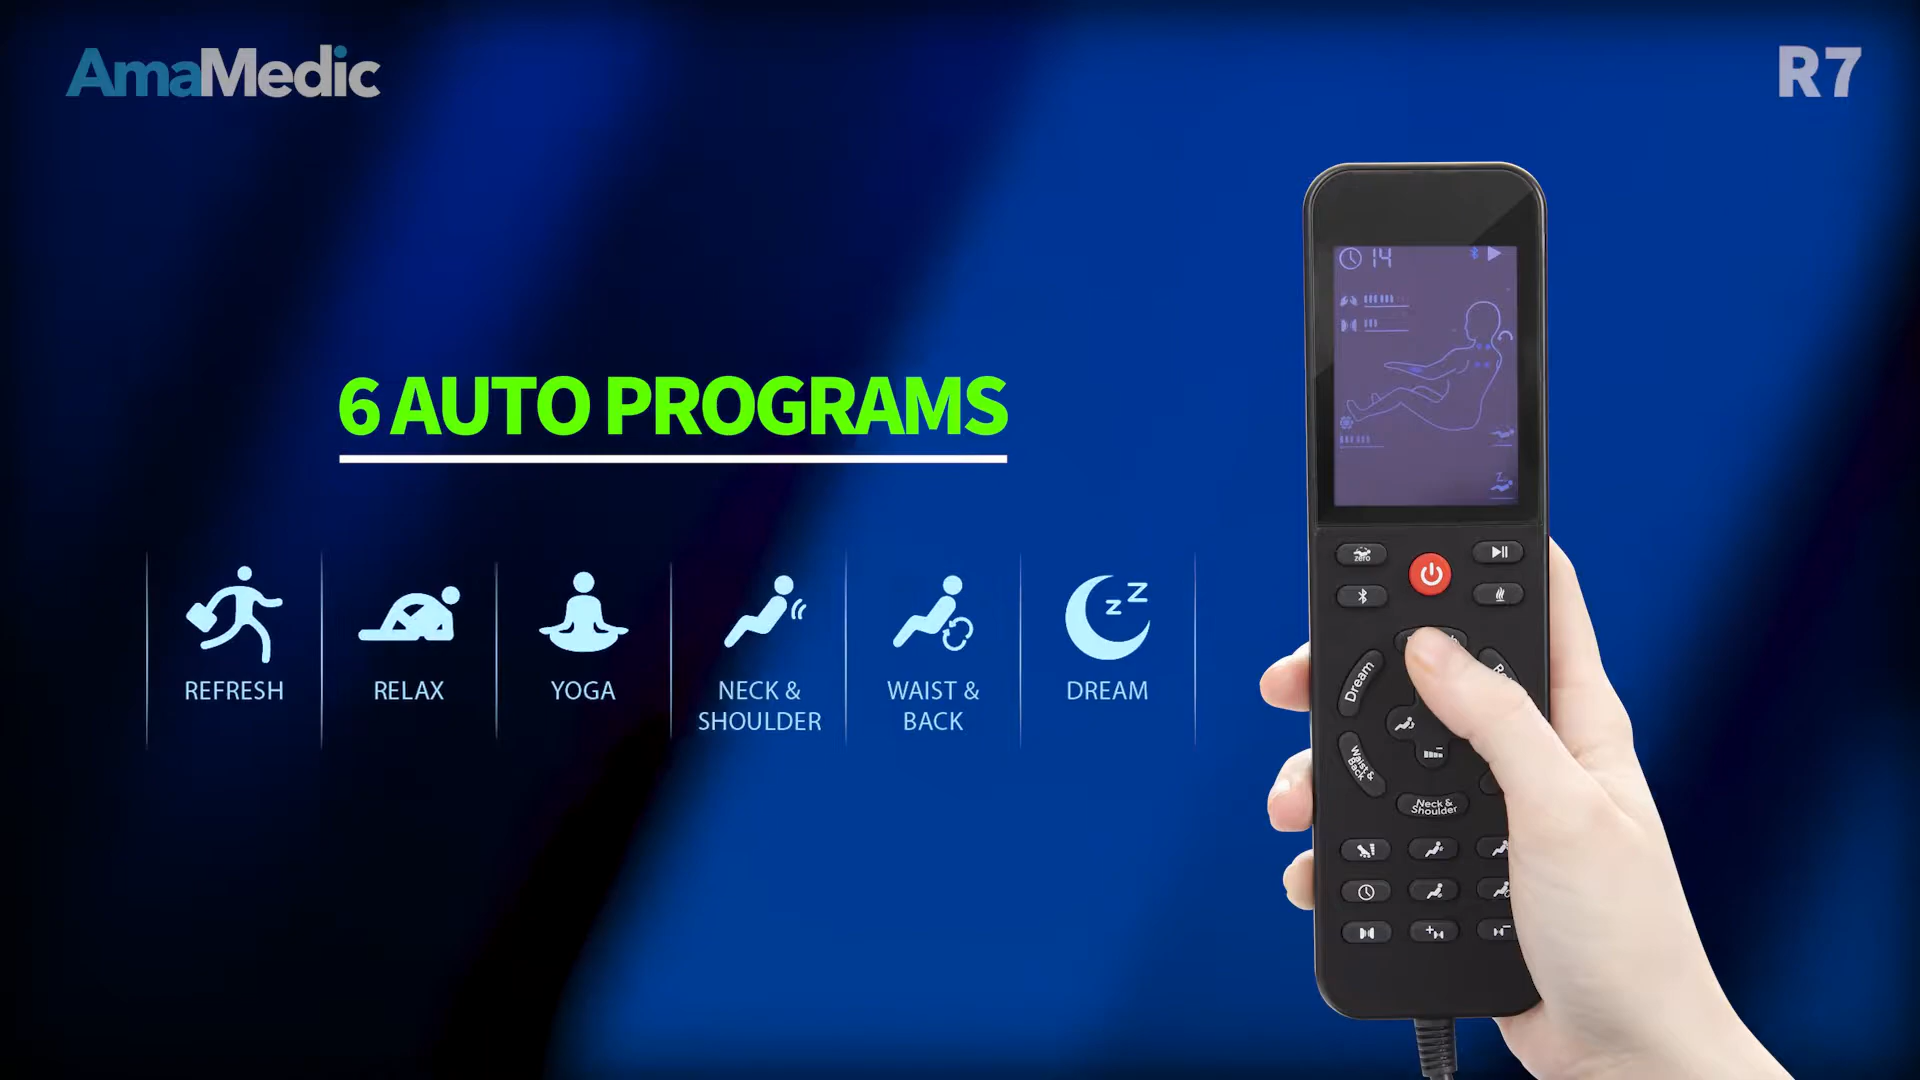 AmaMedic
R7
14
6 AUTO PROGRAMS
zero
REFRESH
RELAX
YOGA
NECK &
SHOULDER
WAIST &
BACK
DREAM
z z
Dream
Waist &
Back
Neck &
Shoulder